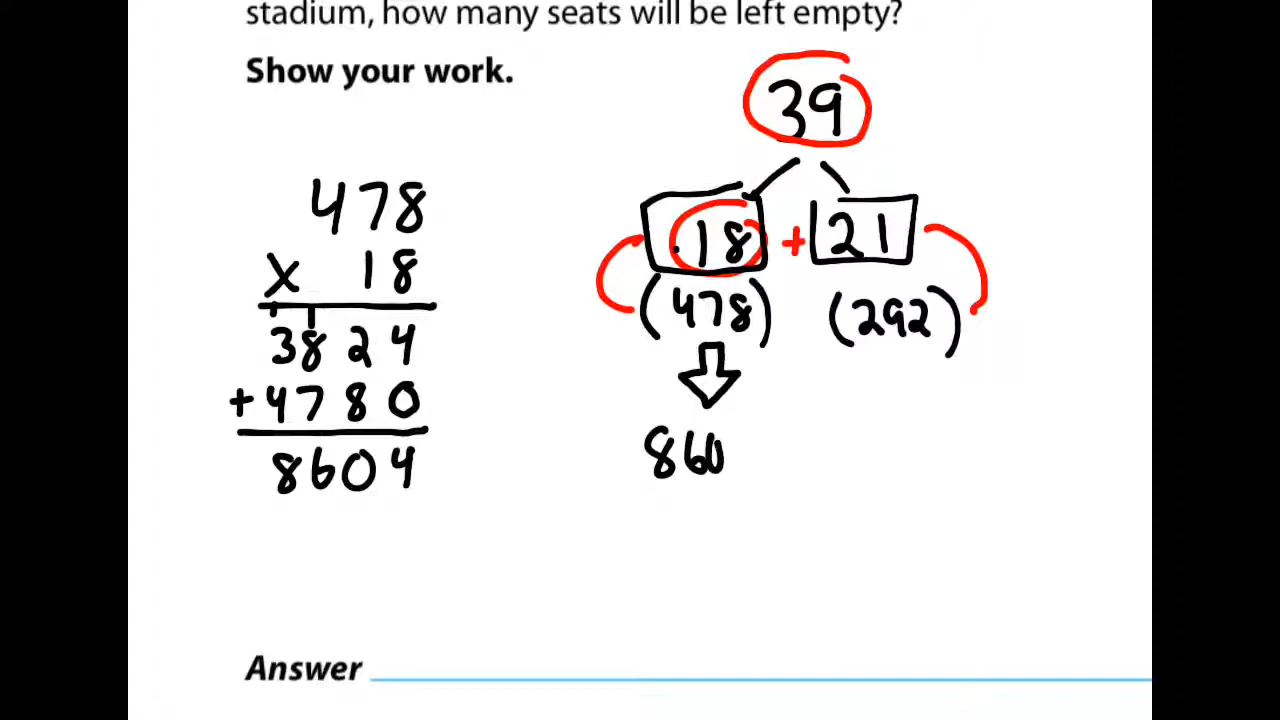 stadium, how many seats will be left empty?
Show your work.
39
.18 + 21
(478) (292)
860
478
x 18
3824
+4780
8604
Answer